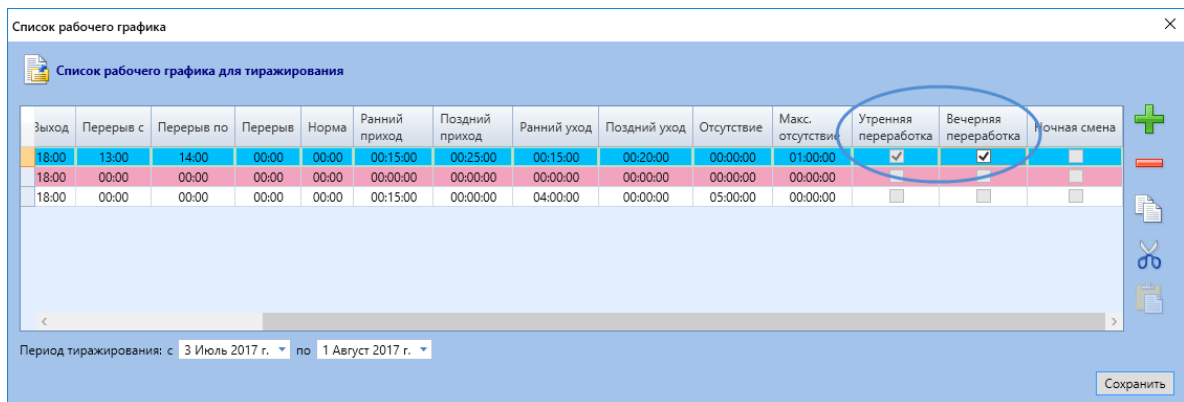 Список рабочего графика
Список рабочего графика для тиражирования
Выход Перерыв с Перерыв по Перерыв Норма Ранний приход Поздний приход Ранний уход Поздний уход Отсутствие Макс. отсутствие Утренняя переработка Вечерняя переработка Ночная смена
18:00 13:00 14:00 00:00 00:00 00:15:00 00:25:00 00:15:00 00:20:00 00:00:00 01:00:00
18:00 00:00 00:00 00:00 00:00 00:00:00 00:00:00 00:00:00 00:00:00 00:00:00 00:00:00
18:00 00:00 00:00 00:00 00:00 00:15:00 00:00:00 04:00:00 00:00:00 05:00:00 00:00:00
Период тиражирования: с 3 Июль 2017 г. по 1 Август 2017 г.
Сохранить